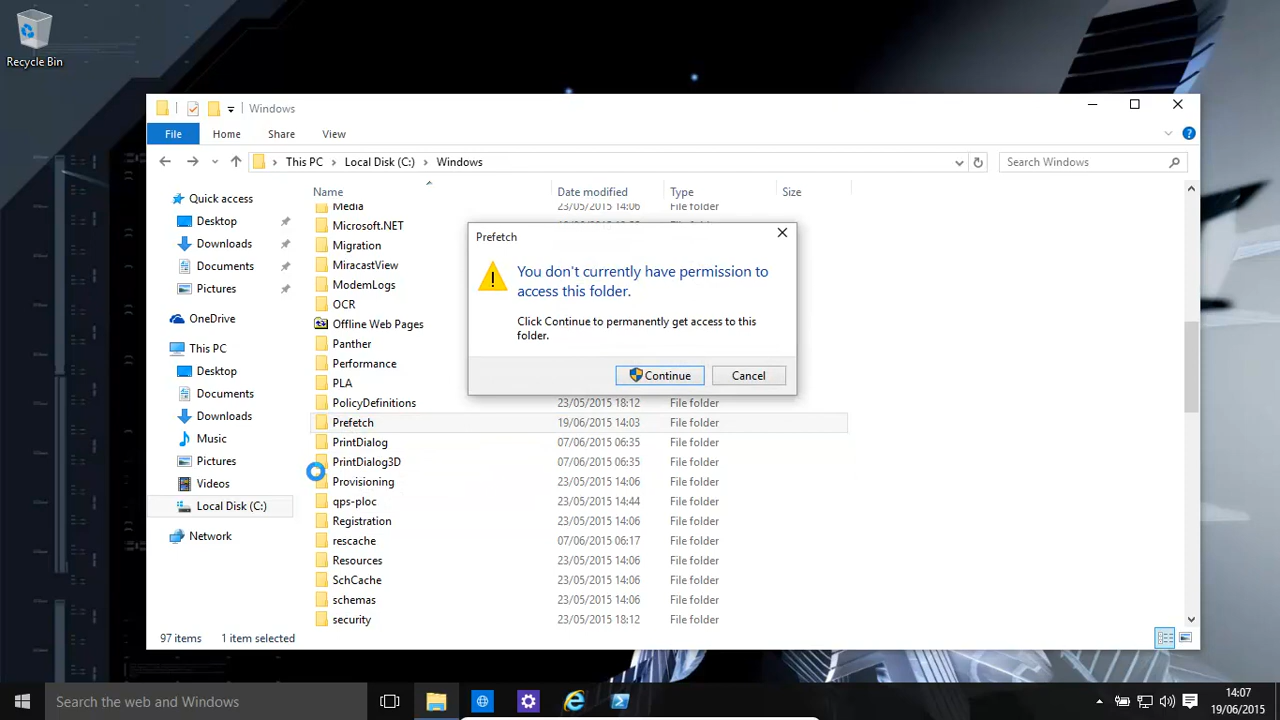 Recycle Bin
Windows
File Home Share View
This PC Local Disk (C:) Windows
Search Windows
Name Date modified Type Size
Quick access
Desktop
Downloads
Documents
Pictures
OneDrive
This PC
Desktop
Documents
Downloads
Music
Pictures
Videos
Local Disk (C:)
Network
Media 23/05/2015 14:06 File folder
Microsoft.NET
Migration
MiracastView
ModemLogs
OCR
Offline Web Pages
Panther
Performance
PLA
PolicyDefinitions 23/05/2015 18:12 File folder
Prefetch 19/06/2015 14:03 File folder
PrintDialog 07/06/2015 06:35 File folder
PrintDialog3D 07/06/2015 06:35 File folder
Provisioning 23/05/2015 14:06 File folder
qps-ploc 23/05/2015 14:44 File folder
Registration 23/05/2015 14:06 File folder
rescache 07/06/2015 06:17 File folder
Resources 23/05/2015 14:06 File folder
SchCache 23/05/2015 14:06 File folder
schemas 23/05/2015 14:06 File folder
security 23/05/2015 18:12 File folder
Prefetch
You don't currently have permission to
access this folder.
Click Continue to permanently get access to this
folder.
Continue Cancel
97 items 1 item selected
Search the web and Windows
14:07
19/06/2015